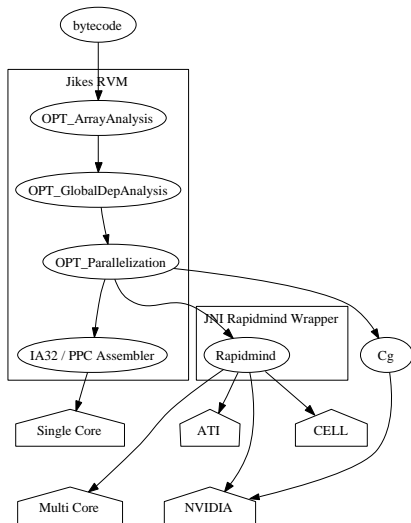 bytecode
Jikes RVM
OPT_ArrayAnalysis
OPT_GlobalDepAnalysis
OPT_Parallelization
JNI Rapidmind Wrapper
IA32 / PPC Assembler
Rapidmind
Cg
Single Core
ATI
CELL
Multi Core
NVIDIA